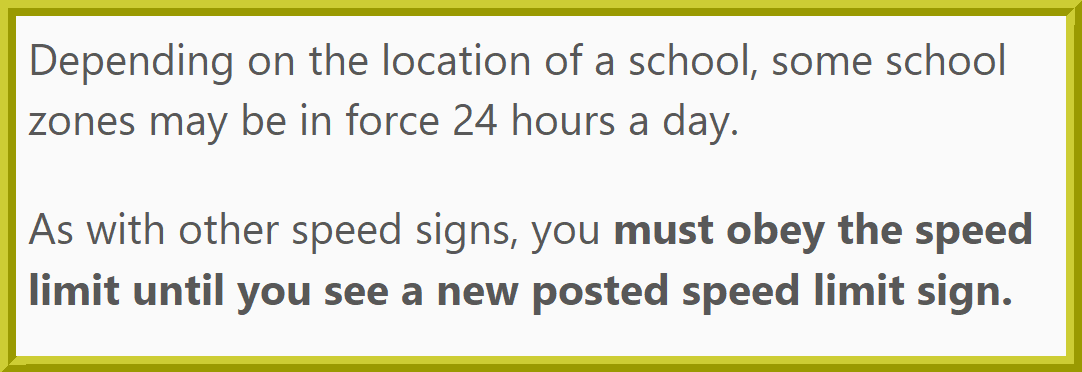 Depending on the location of a school, some school
zones may be in force 24 hours a day.
As with other speed signs, you must obey the speed
limit until you see a new posted speed limit sign.